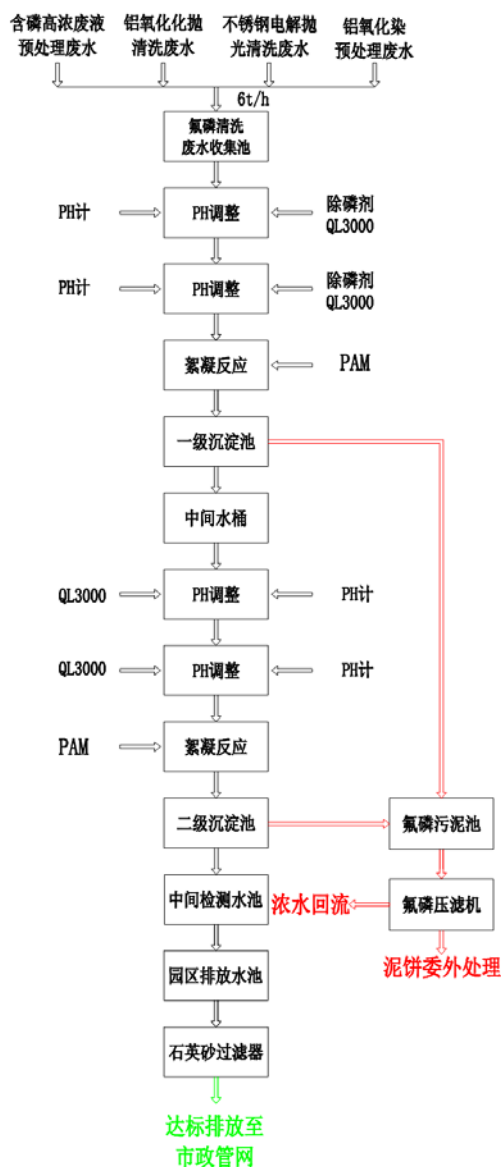 含磷高浓废液
预处理废水
铝氧化化抛
清洗废水
不锈钢电解抛
光清洗废水
铝氧化染
预处理废水
6t/h
氟磷清洗
废水收集池
PH计
PH调整
除磷剂
QL3000
PH计
PH调整
除磷剂
QL3000
絮凝反应
PAM
一级沉淀池
中间水桶
QL3000
PH调整
PH计
QL3000
PH调整
PH计
PAM
絮凝反应
二级沉淀池
氟磷污泥池
中间检测水池
浓水回流
氟磷压滤机
园区排放水池
泥饼委外处理
石英砂过滤器
达标排放至
市政管网